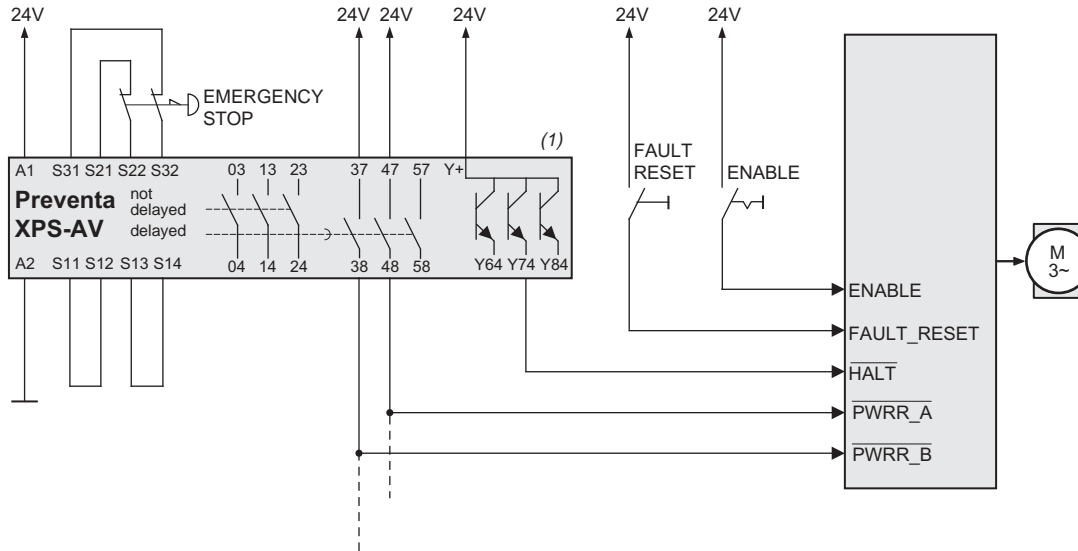 24V 24V 24V 24V 24V 24V
EMERGENCY
STOP
(1)
A1 S31 S21 S22 S32 03 13 23 37 47 57 Y+
Preventa not
delayed
XPS-AV delayed
A2 S11 S12 S13 S14 04 14 24 38 48 58 Y64 Y74 Y84
FAULT
RESET
ENABLE
M
3~
ENABLE
FAULT_RESET
HALT
PWRR_A
PWRR_B